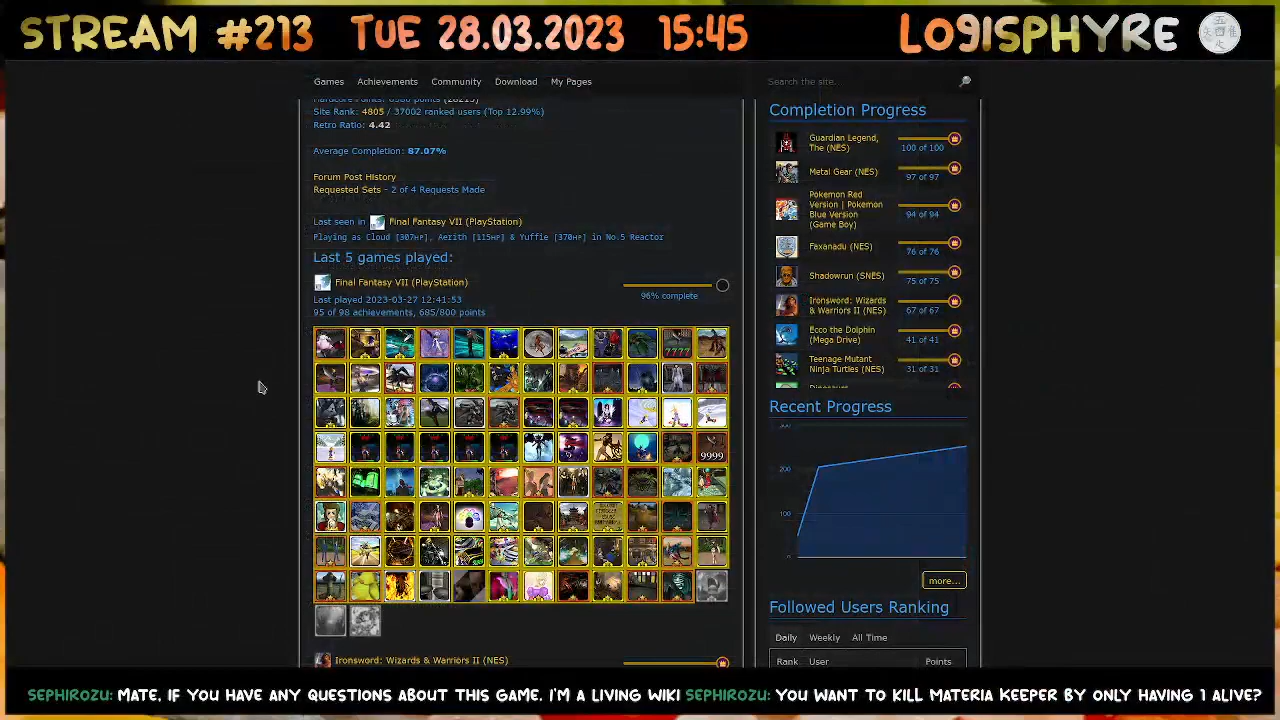 STREAM #213 TUE 28.03.2023 15:45 LO9ISPHYRE
Games Achievements Community Download My Pages
Search the site.
Site Rank: 4805 / 37002 ranked users (Top 12.99%)
Retro Ratio: 4.42
Average Completion: 87.07%
Forum Post History
Requested Sets - 2 of 4 Requests Made
Last seen in Final Fantasy VII (PlayStation)
Playing as Cloud [307HP], Aerith [115HP] & Yuffie [370HP] in No.5 Reactor
Last 5 games played:
Final Fantasy VII (PlayStation)
96% complete
Last played 2023-03-27 12:41:53
95 of 98 achievements, 685/800 points
7777
9999
Ironsword: Wizards & Warriors II (NES)
Completion Progress
Guardian Legend,
The (NES)
100 of 100
Metal Gear (NES)
97 of 97
Pokemon Red
Version | Pokemon
Blue Version
(Game Boy)
94 of 94
Faxanadu (NES)
76 of 76
Shadowrun (SNES)
75 of 75
Ironsword: Wizards
& Warriors II (NES)
67 of 67
Ecco the Dolphin
(Mega Drive)
41 of 41
Teenage Mutant
Ninja Turtles (NES)
31 of 31
Recent Progress
200
100
0
more...
Followed Users Ranking
Daily Weekly All Time
Rank User Points
SEPHIROZU: MATE, IF YOU HAVE ANY QUESTIONS ABOUT THIS GAME. I'M A LIVING WIKI SEPHIROZU: YOU WANT TO KILL MATERIA KEEPER BY ONLY HAVING 1 ALIVE?